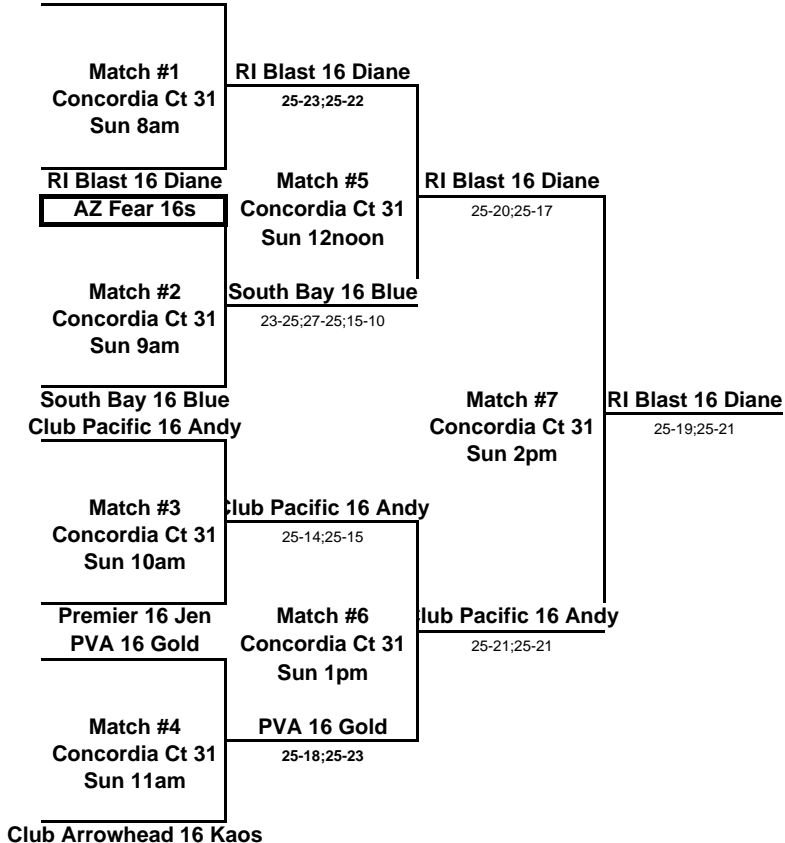 Match #1
Concordia Ct 31
Sun 8am
RI Blast 16 Diane
25-23;25-22
RI Blast 16 Diane
AZ Fear 16s
Match #5
Concordia Ct 31
Sun 12noon
RI Blast 16 Diane
25-20;25-17
Match #2
Concordia Ct 31
Sun 9am
South Bay 16 Blue
23-25;27-25;15-10
South Bay 16 Blue
Club Pacific 16 Andy
Match #7
Concordia Ct 31
Sun 2pm
RI Blast 16 Diane
25-19;25-21
Match #3
Concordia Ct 31
Sun 10am
Club Pacific 16 Andy
25-14;25-15
Premier 16 Jen
PVA 16 Gold
Match #6
Concordia Ct 31
Sun 1pm
Club Pacific 16 Andy
25-21;25-21
Match #4
Concordia Ct 31
Sun 11am
PVA 16 Gold
25-18;25-23
Club Arrowhead 16 Kaos